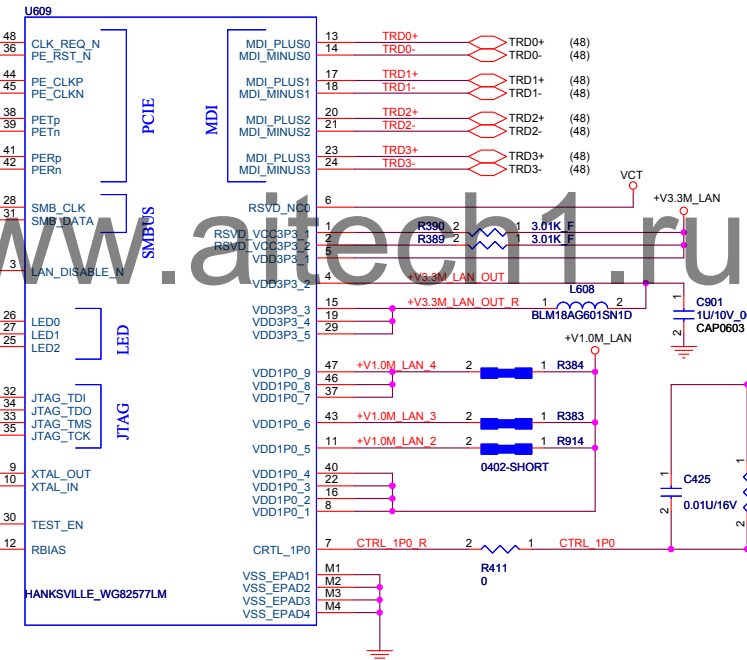 U609
48 CLK_REQ_N MDI_PLUS0 13 TRD0+ TRD0+ (48)
36 PE_RST_N MDI_MINUS0 14 TRD0- TRD0- (48)
44 PE_CLKP MDI_PLUS1 17 TRD1+ TRD1+ (48)
45 PE_CLKN MDI_MINUS1 18 TRD1- TRD1- (48)
PCIE MDI
38 PETp MDI_PLUS2 20 TRD2+ TRD2+ (48)
39 PETn MDI_MINUS2 21 TRD2- TRD2- (48)
41 PERp MDI_PLUS3 23 TRD3+ TRD3+ (48)
42 PERn MDI_MINUS3 24 TRD3- TRD3- (48)
VCT
+V3.3M_LAN
28 SMB_CLK RSVD_NC0 6
31 SMB_DATA
SMBUS
RSVD_VCC3P3_1 1 R390 2 1 3.01K_F
RSVD_VCC3P3_2 2 R389 2 1 3.01K_F
VDD3P3_1 5
www.aitech1.ru
3 LAN_DISABLE_N
VDD3P3_2 4 +V3.3M_LAN_OUT
L608
VDD3P3_3 15 +V3.3M_LAN_OUT_R 1 2
BLM18AG601SN1D
VDD3P3_4 19
VDD3P3_5 29
1 C901
1U/10V_0
2 CAP0603
26 LED0
27 LED1
25 LED2
LED
+V1.0M_LAN
VDD1P0_9 47 +V1.0M_LAN_4 2 1 R384
VDD1P0_8 46
VDD1P0_7 37
32 JTAG_TDI
34 JTAG_TDO
33 JTAG_TMS
35 JTAG_TCK
JTAG
VDD1P0_6 43 +V1.0M_LAN_3 2 1 R383
VDD1P0_5 11 +V1.0M_LAN_2 2 1 R914
0402-SHORT
9 XTAL_OUT VDD1P0_4 40
10 XTAL_IN VDD1P0_3 22
VDD1P0_2 16
VDD1P0_1 8
1 C425
2 0.01U/16V
1
2
30 TEST_EN
12 RBIAS CRTL_1P0 7 CTRL_1P0_R 2 1 CTRL_1P0
R411
0
VSS_EPAD1 M1
VSS_EPAD2 M2
VSS_EPAD3 M3
VSS_EPAD4 M4
HANKSVILLE_WG82577LM